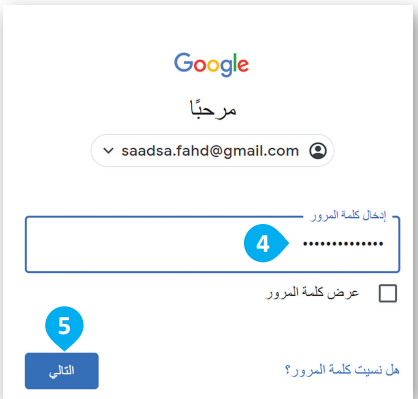 Google
مرحبًا
saadsa.fahd@gmail.com
إدخال كلمة المرور
••••••••••••••
4
عرض كلمة المرور
5
هل نسيت كلمة المرور؟
التالي